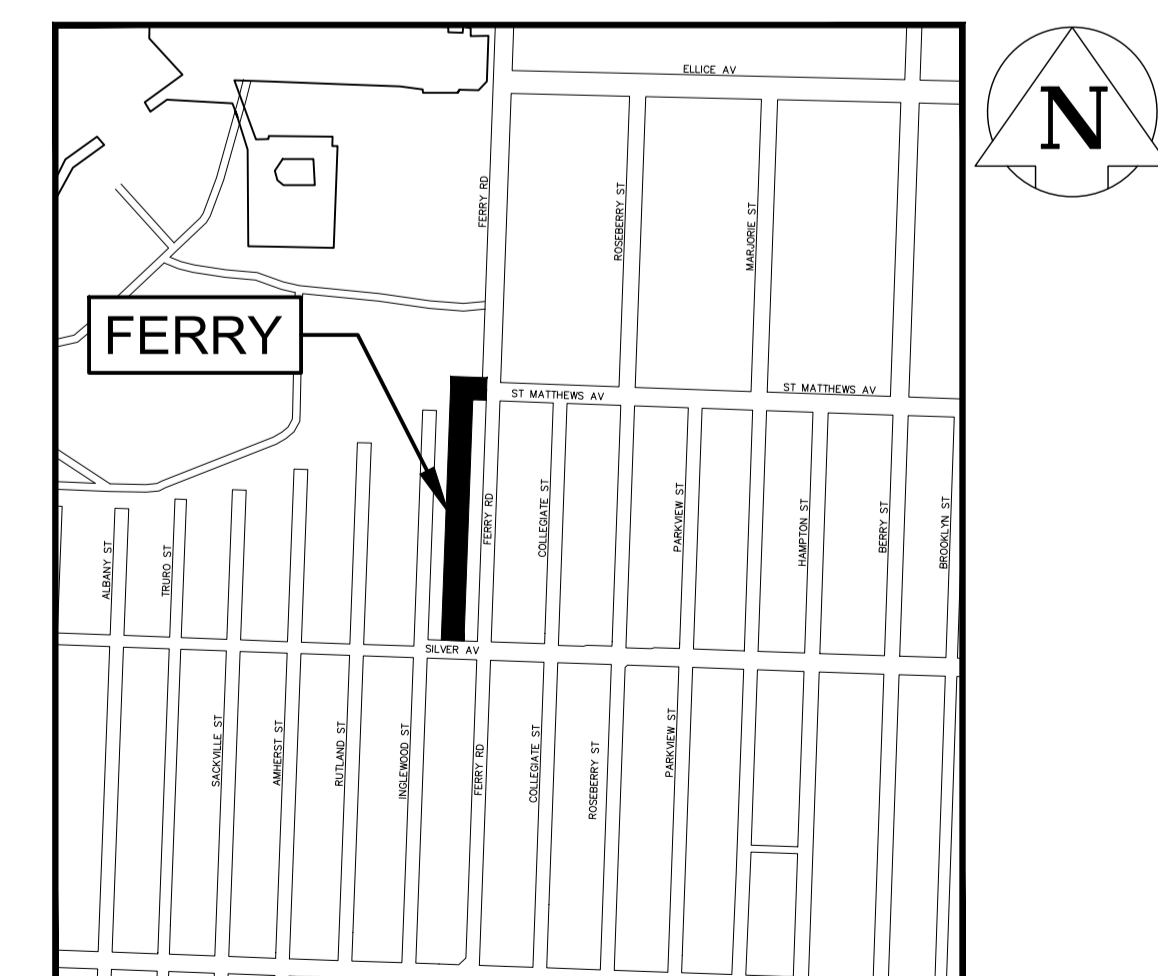 ELLICE AV
N
FERRY RD
ROSEBERRY ST
MARJORIE ST
FERRY
ST MATTHEWS AV
ST MATTHEWS AV
ALBANY ST
TRURO ST
FERRY RD
COLLEGIATE ST
PARKVIEW ST
HAMPTON ST
BERRY ST
BROOKLYN ST
SILVER AV
SACKVILLE ST
AMHERST ST
RUTLAND ST
INGLEWOOD ST
FERRY RD
COLLEGIATE ST
ROSEBERRY ST
PARKVIEW ST